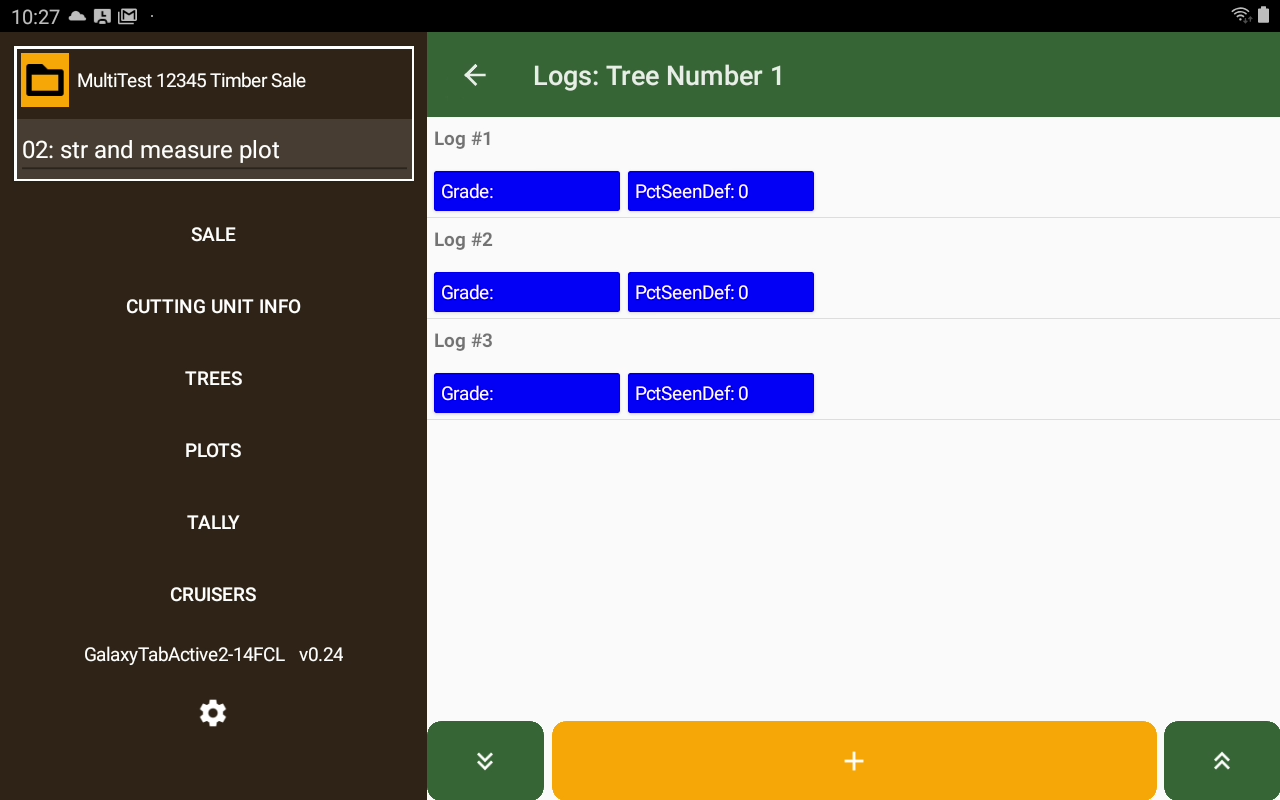 10:27
MultiTest 12345 Timber Sale
02: str and measure plot
SALE
CUTTING UNIT INFO
TREES
PLOTS
TALLY
CRUISERS
GalaxyTabActive2-14FCL v0.24
Logs: Tree Number 1
Log #1
Grade: PctSeenDef: 0
Log #2
Grade: PctSeenDef: 0
Log #3
Grade: PctSeenDef: 0
+